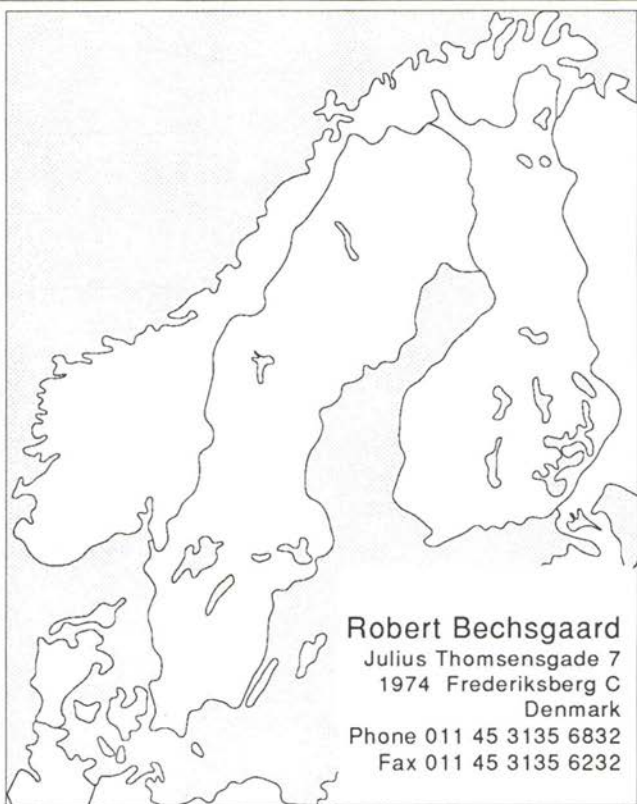 Robert Bechsgaard
Julius Thomsensgade 7
1974 Frederiksberg C
Denmark
Phone 011 45 3135 6832
Fax 011 45 3135 6232